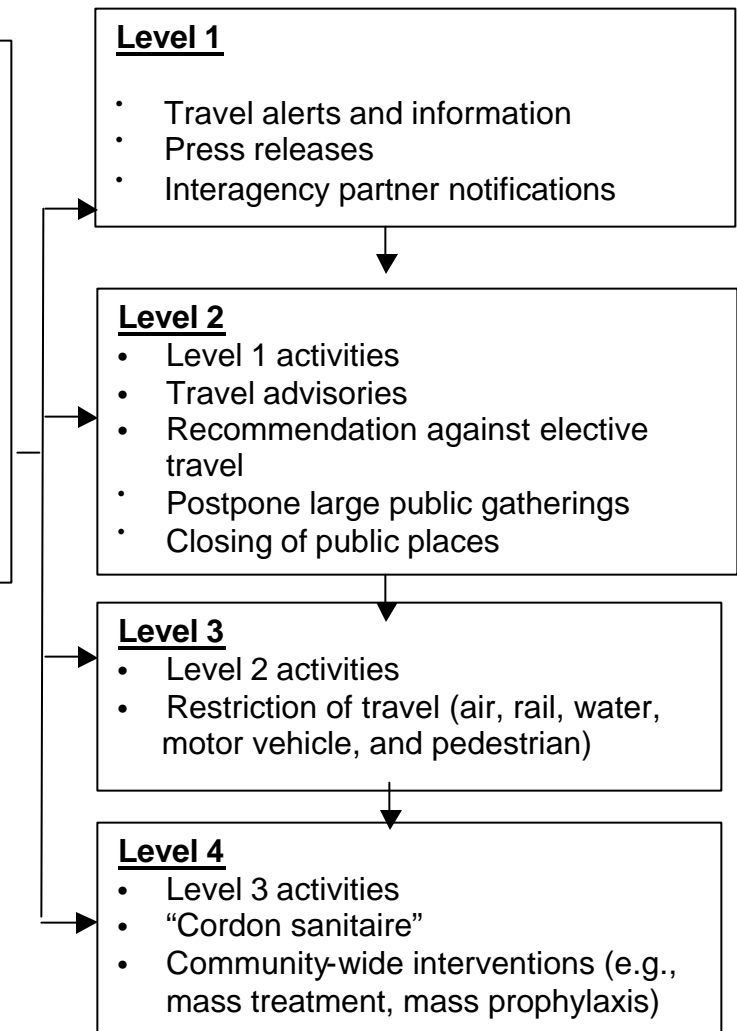 Level 1
• Travel alerts and information
• Press releases
• Interagency partner notifications
Level 2
• Level 1 activities
• Travel advisories
• Recommendation against elective
travel
• Postpone large public gatherings
• Closing of public places
Level 3
• Level 2 activities
• Restriction of travel (air, rail, water,
motor vehicle, and pedestrian)
Level 4
• Level 3 activities
• “Cordon sanitaire”
• Community-wide interventions (e.g.,
mass treatment, mass prophylaxis)